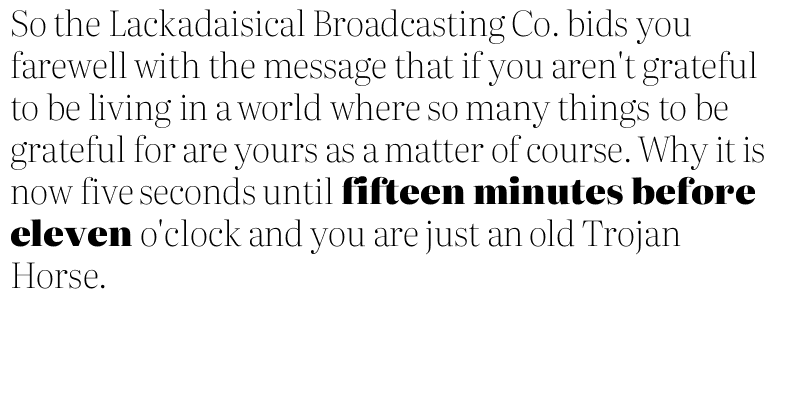 So the Lackadaisical Broadcasting Co. bids you
farewell with the message that if you aren't grateful
to be living in a world where so many things to be
grateful for are yours as a matter of course. Why it is
now five seconds until fifteen minutes before
eleven o'clock and you are just an old Trojan
Horse.